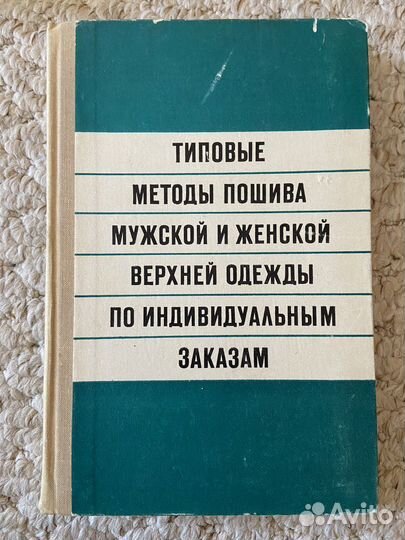 ТИПОВЫЕ
МЕТОДЫ ПОШИВА
МУЖСКОЙ И ЖЕНСКОЙ
ВЕРХНЕЙ ОДЕЖДЫ
ПО ИНДИВИДУАЛЬНЫМ
ЗАКАЗАМ
Avito